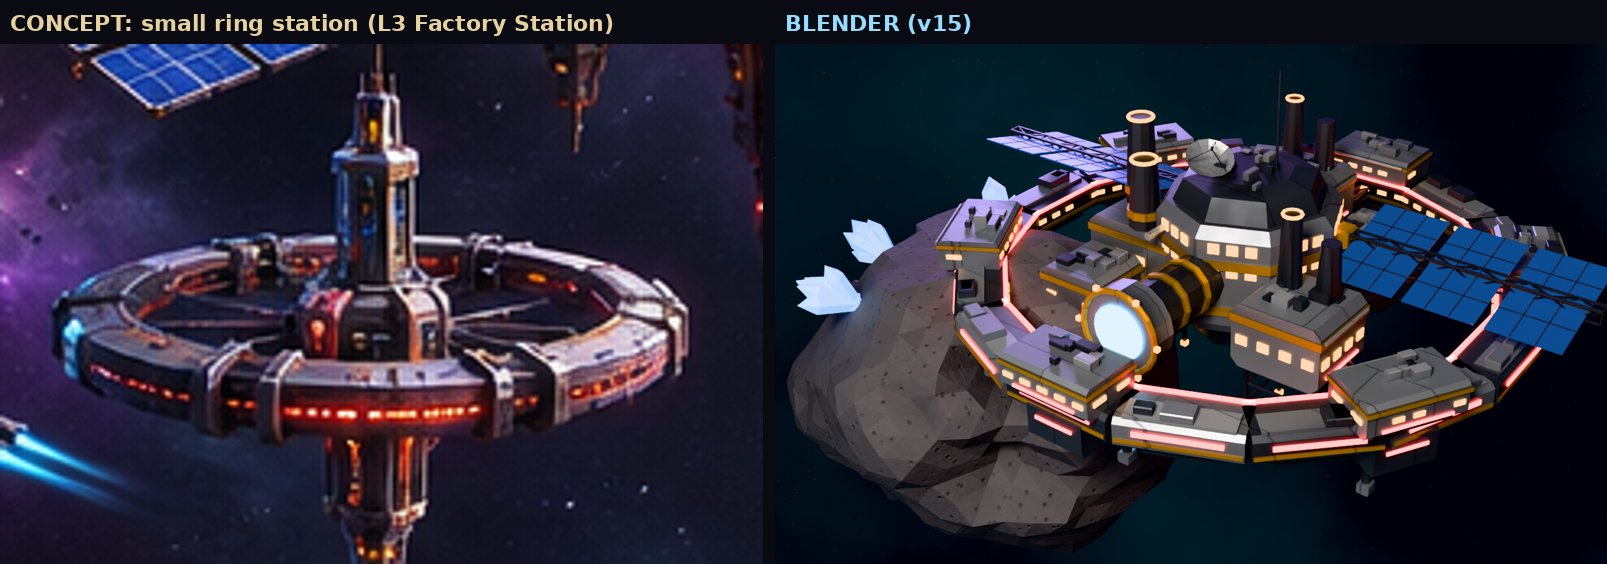 CONCEPT: small ring station (L3 Factory Station)
BLENDER (v15)